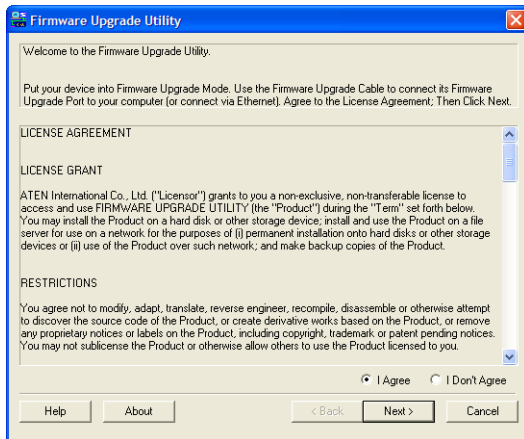 Firmware Upgrade Utility
Welcome to the Firmware Upgrade Utility.
Put your device into Firmware Upgrade Mode. Use the Firmware Upgrade Cable to connect its Firmware
Upgrade Port to your computer (or connect via Ethernet). Agree to the License Agreement; Then Click Next.
LICENSE AGREEMENT
LICENSE GRANT
ATEN International Co., Ltd. ("Licensor") grants to you a non-exclusive, non-transferable license to
access and use FIRMWARE UPGRADE UTILITY (the "Product") during the "Term" set forth below.
You may install the Product on a hard disk or other storage device; install and use the Product on a file
server for use on a network for the purposes of (i) permanent installation onto hard disks or other storage
devices or (ii) use of the Product over such network; and make backup copies of the Product.
RESTRICTIONS
You agree not to modify, adapt, translate, reverse engineer, recompile, disassemble or otherwise attempt
to discover the source code of the Product, or create derivative works based on the Product, or remove
any proprietary notices or labels on the Product, including copyright, trademark or patent pending notices.
You may not sublicense the Product or otherwise allow others to use the Product licensed to you.
I Agree I Don't Agree
Help About < Back Next > Cancel